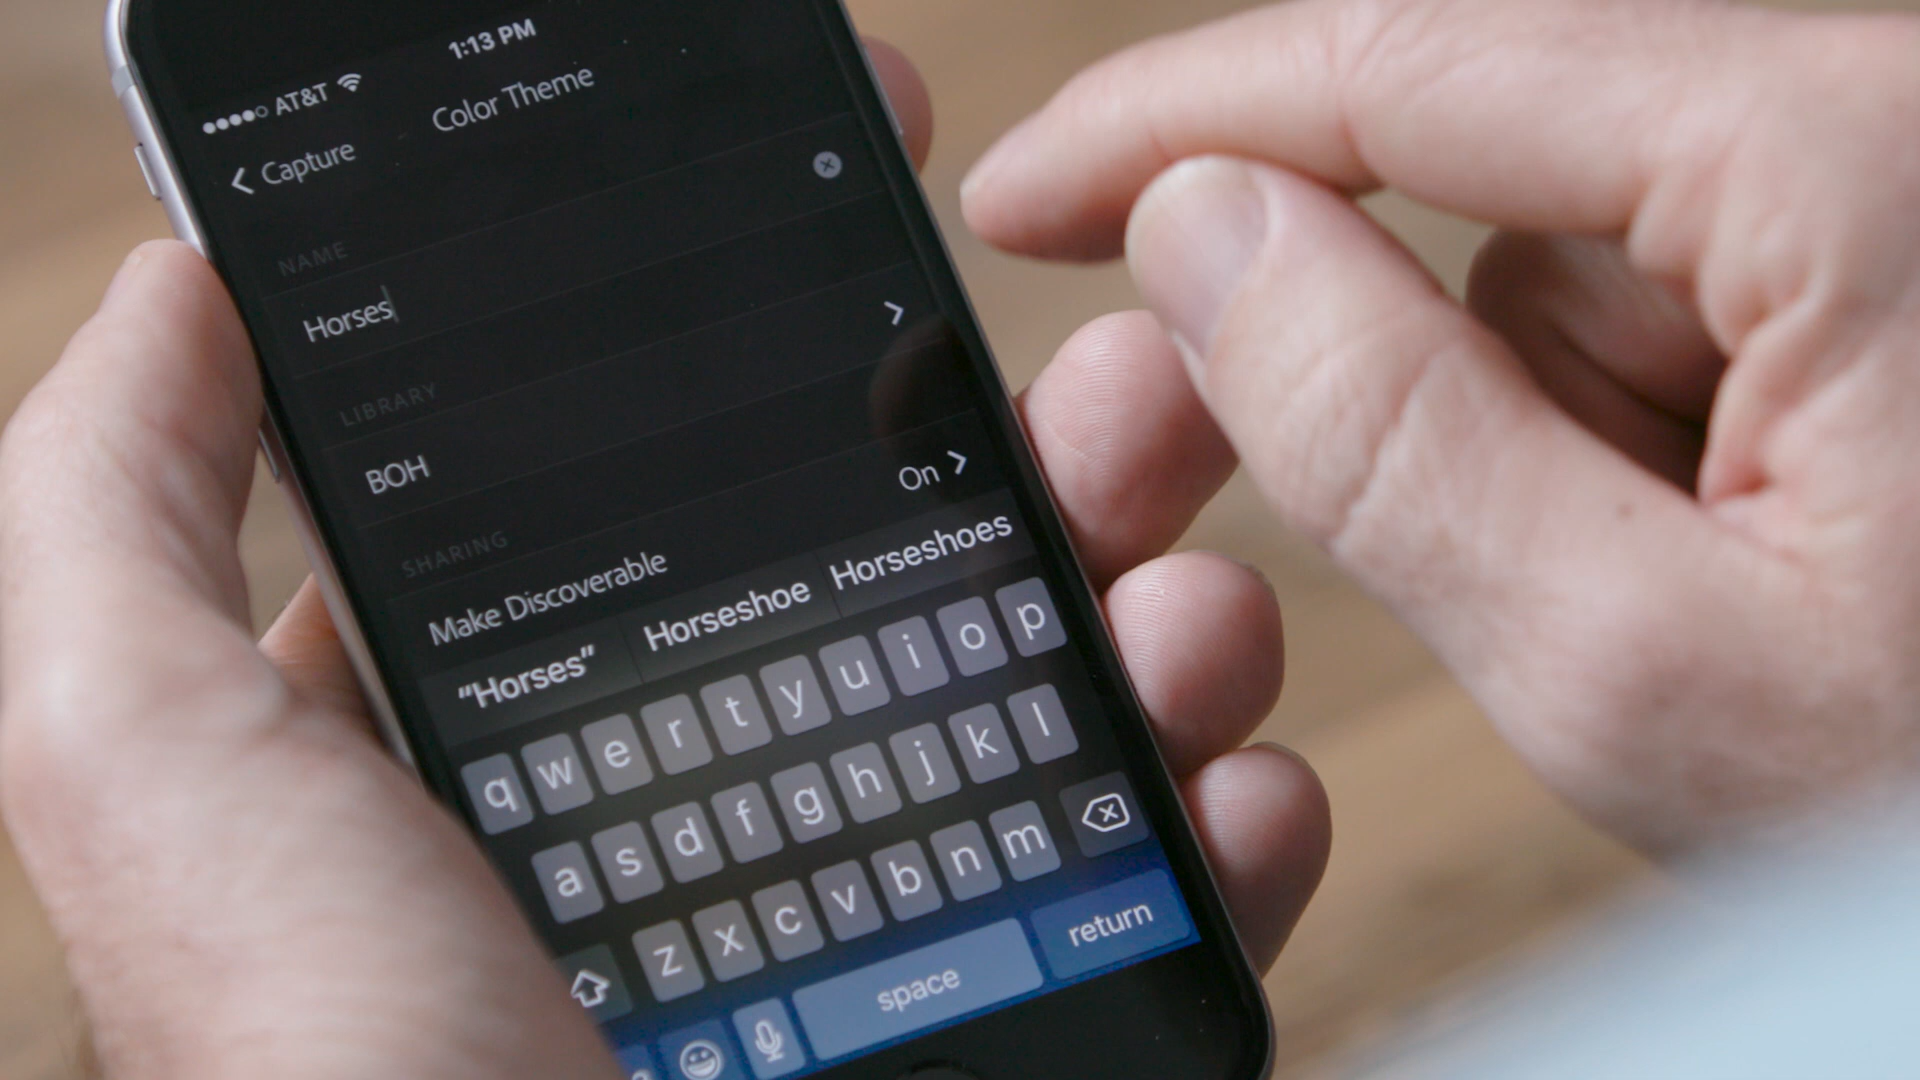 1:13 PM
AT&T
Color Theme
Capture
NAME
Horses
LIBRARY
BOH
SHARING
Make Discoverable On
"Horses" Horseshoe Horseshoes
q w e r t y u i o p
a s d f g h j k l
z x c v b n m
space return